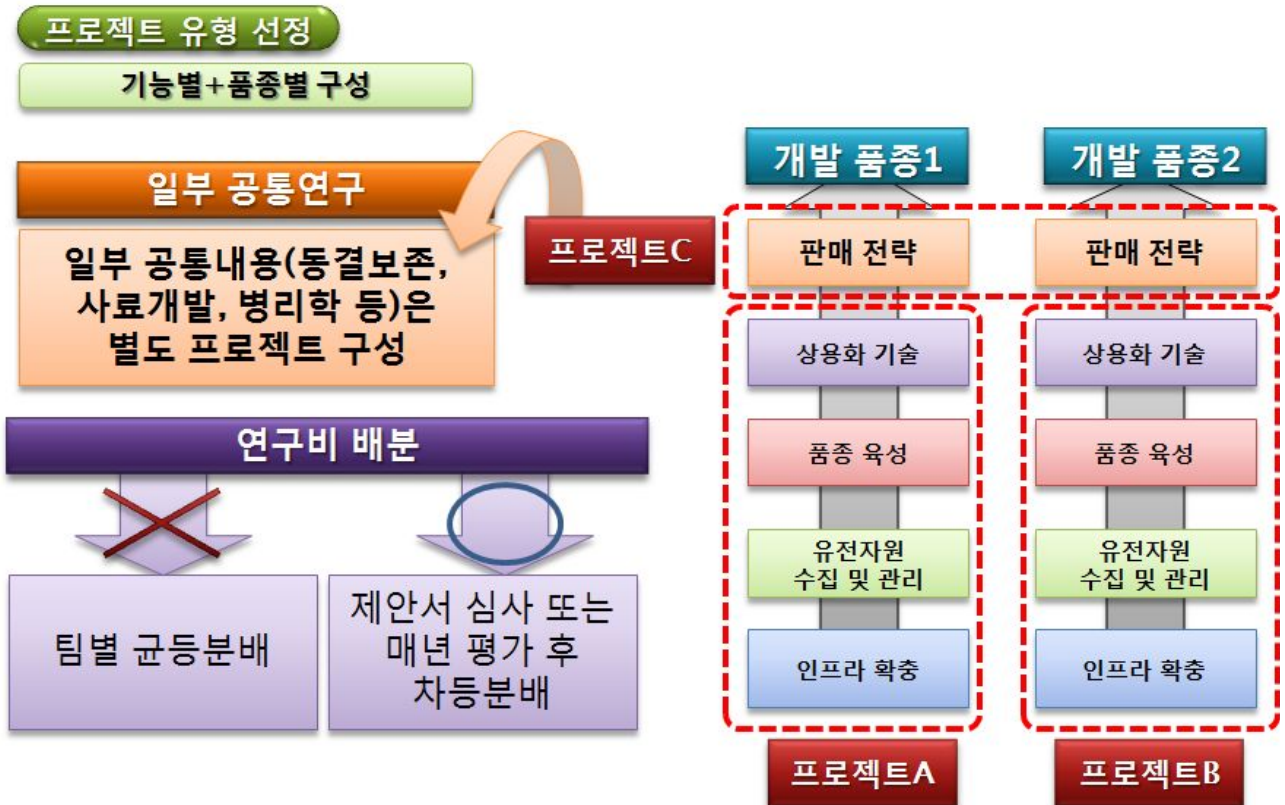 프로젝트 유형 선정
기능별+품종별 구성
일부 공통연구
일부 공통내용(동결보존,
사료개발, 병리학 등)은
별도 프로젝트 구성
연구비 배분
팀별 균등분배
제안서 심사 또는
매년 평가 후
차등분배
개발 품종1
개발 품종2
프로젝트C
판매 전략
판매 전략
상용화 기술
상용화 기술
품종 육성
품종 육성
유전자원
수집 및 관리
유전자원
수집 및 관리
인프라 확충
인프라 확충
프로젝트A
프로젝트B